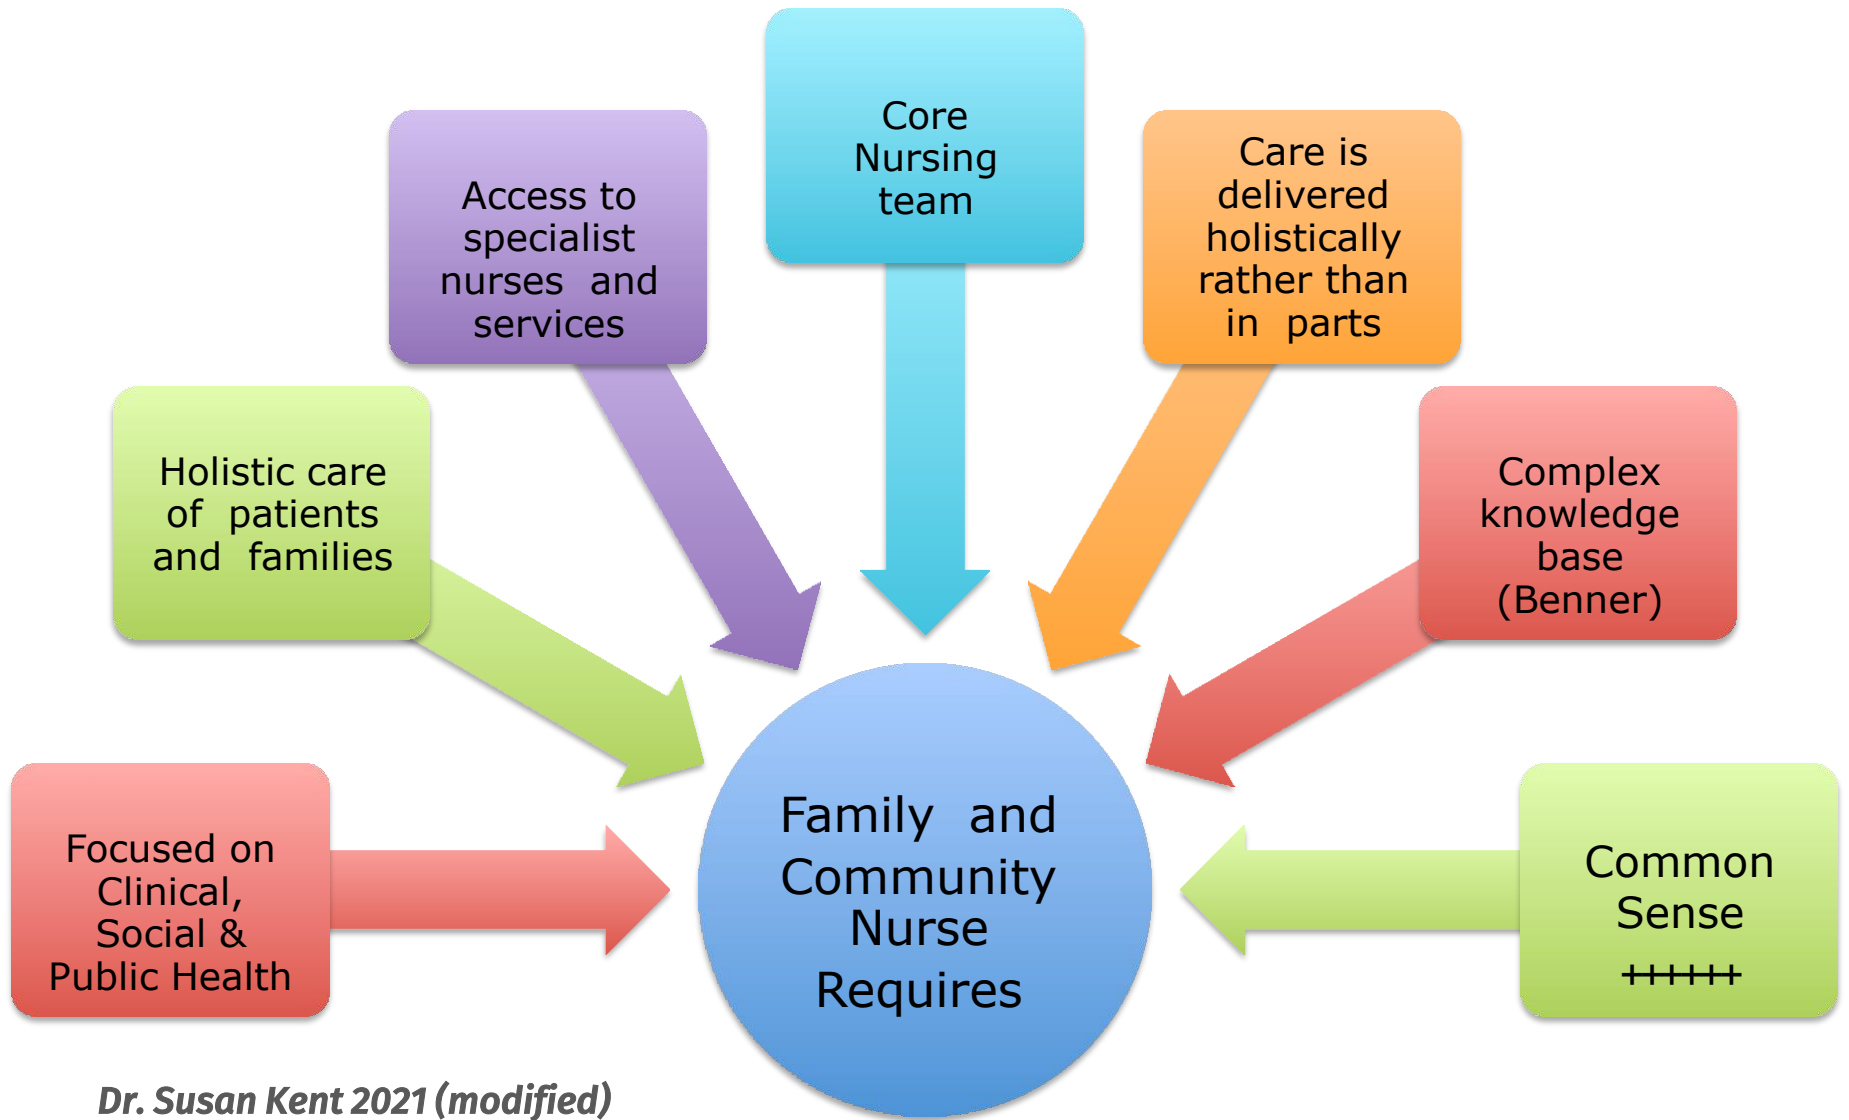 Core
Nursing
team
Access to
specialist
nurses and
services
Care is
delivered
holistically
rather than
in parts
Holistic care
of patients
and families
Complex
knowledge
base
(Benner)
Focused on
Clinical,
Social &
Public Health
Family and
Community
Nurse
Requires
Common
Sense
++++++
Dr. Susan Kent 2021 (modified)